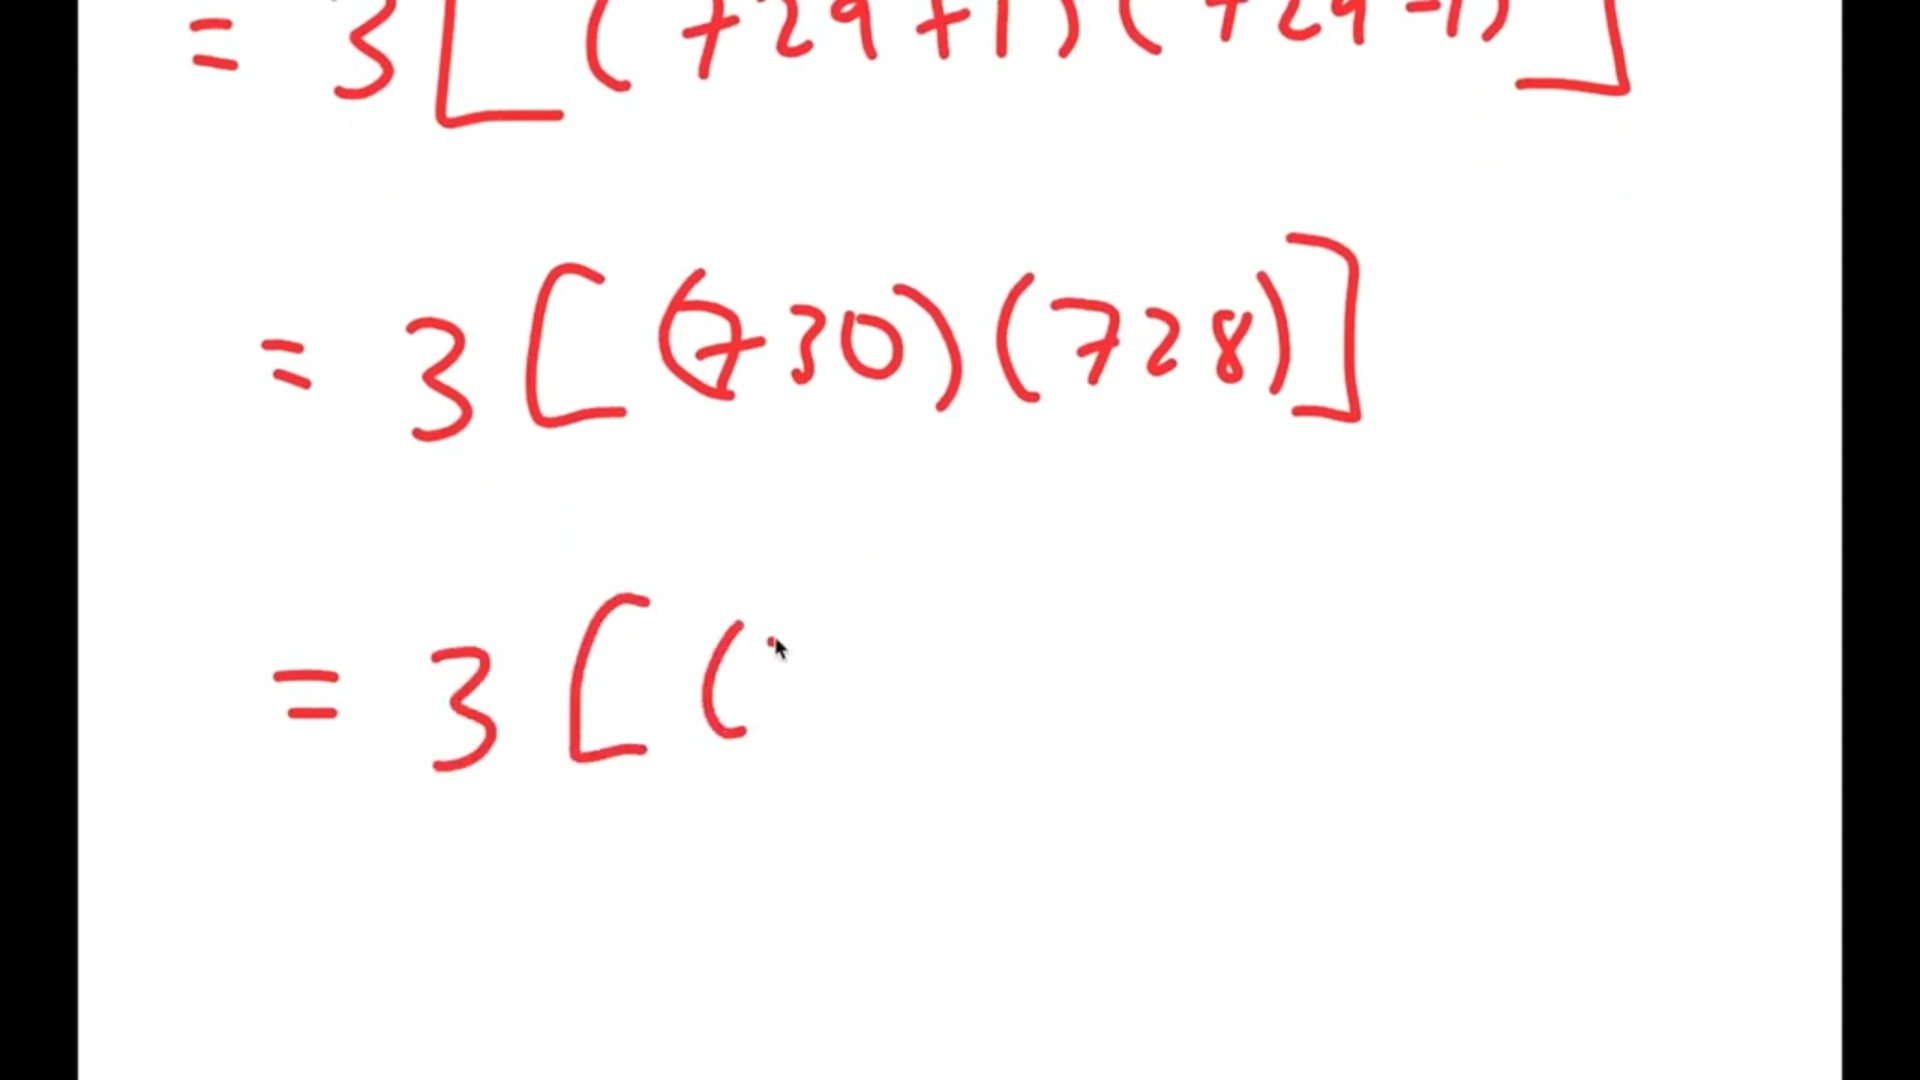 = 3 [ (729+1) (729-1) ]
= 3 [ (730) (728) ]
= 3 [ (